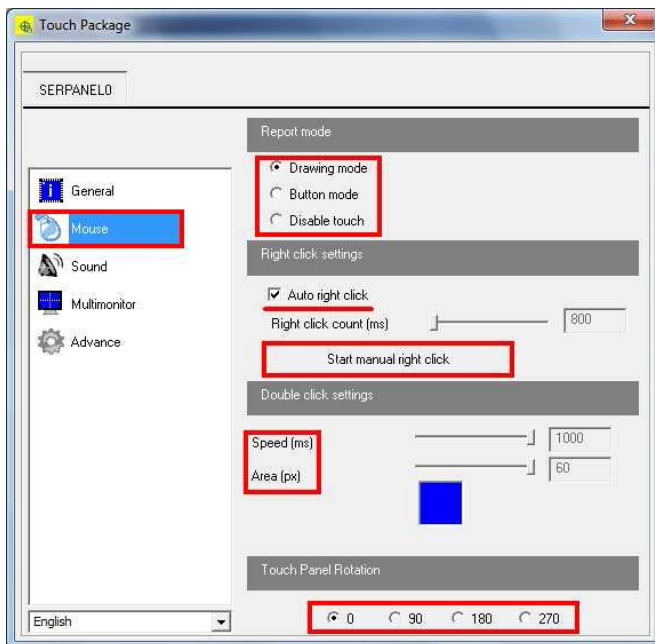 Touch Package
SERPANEL0
General
Mouse
Sound
Multimonitor
Advance
English
Report mode
Drawing mode
Button mode
Disable touch
Right click settings
Auto right click
Right click count (ms) 800
Start manual right click
Double click settings
Speed (ms) 1000
Area (px) 60
Touch Panel Rotation
0 90 180 270